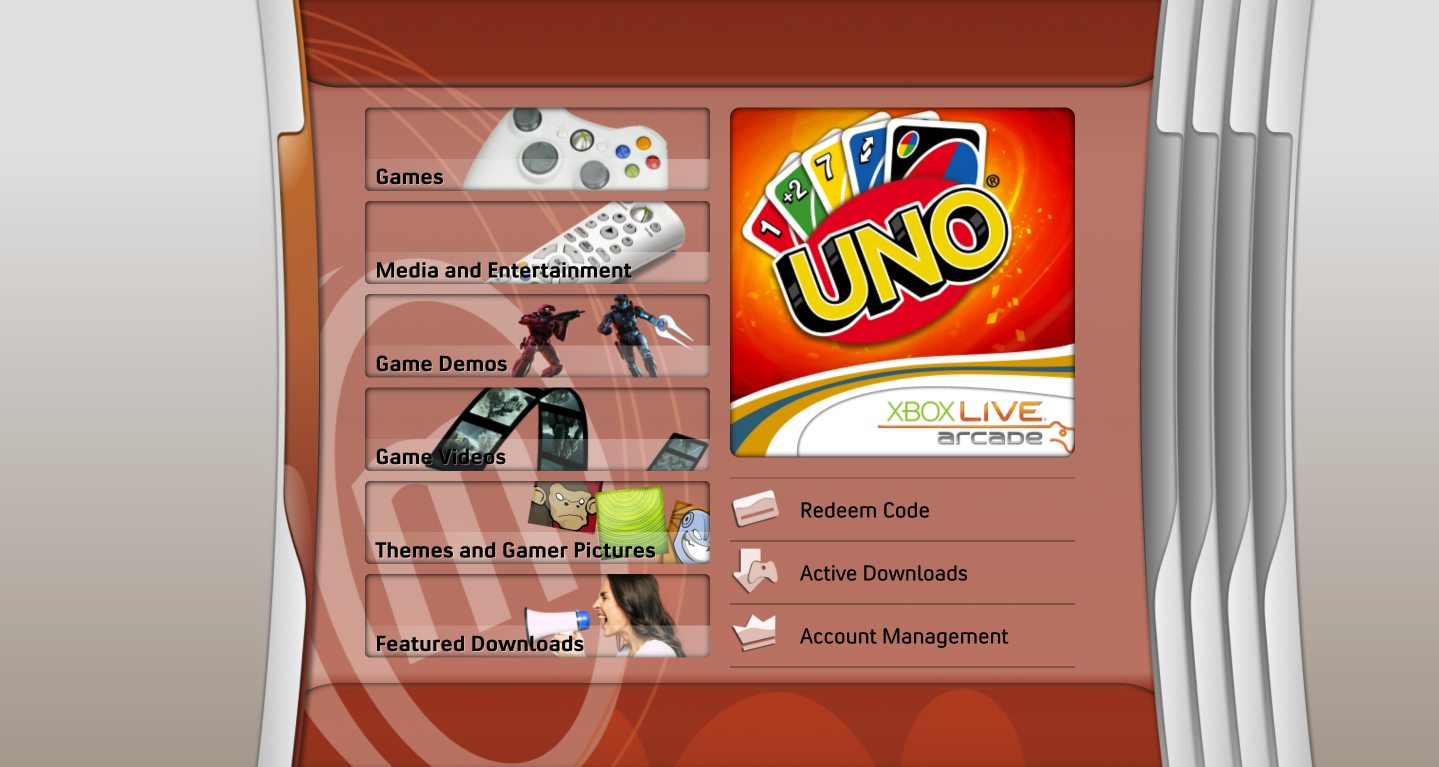 Games
Media and Entertainment
Game Demos
Game Videos
Themes and Gamer Pictures
Featured Downloads
1
+2
7
UNO®
XBOX LIVE
arcade
Redeem Code
Active Downloads
Account Management